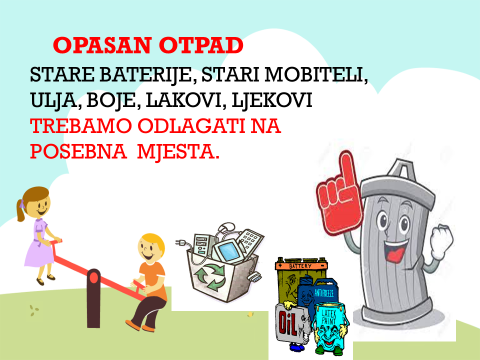 OPASAN OTPAD
STARE BATERIJE, STARI MOBITELI,
ULJA, BOJE, LAKOVI, LJEKOVI
TREBAMO ODLAGATI NA
POSEBNA MJESTA.
BATTERY
ANTIFREEZE
OIL
LATEX
PAINT